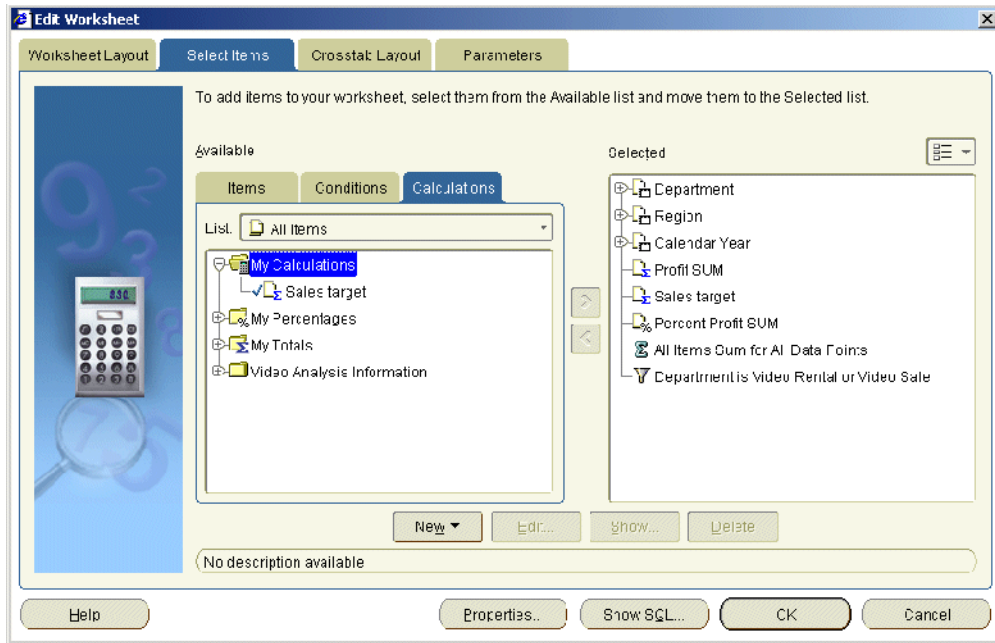 Edit Worksheet
Worksheet Layout Select Items Crosstab Layout Parameters
To add items to your worksheet, select them from the Available list and move them to the Selected list.
Available
Selected
Items Conditions Calculations
List: All Items
My Calculations
Sales target
My Percentages
My Totals
Video Analysis Information
Department
Region
Calendar Year
Profit SUM
Sales target
Percent Profit SUM
All Items Sum for All Data Points
Department is Video Rental or Video Sale
New Edit... Show... Delete
No description available
Help Properties... Show SQL... OK Cancel